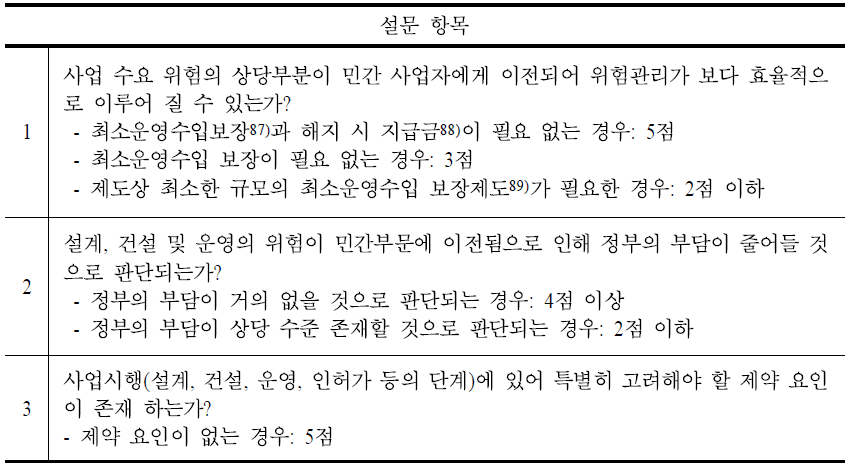 설문 항목
1
사업 수요 위험의 상당부분이 민간 사업자에게 이전되어 위험관리가 보다 효율적으
로 이루어 질 수 있는가?
- 최소운영수입보장87)과 해지 시 지급금88)이 필요 없는 경우: 5점
- 최소운영수입 보장이 필요 없는 경우: 3점
- 제도상 최소한 규모의 최소운영수입 보장제도89)가 필요한 경우: 2점 이하
2
설계, 건설 및 운영의 위험이 민간부문에 이전됨으로 인해 정부의 부담이 줄어들 것
으로 판단되는가?
- 정부의 부담이 거의 없을 것으로 판단되는 경우: 4점 이상
- 정부의 부담이 상당 수준 존재할 것으로 판단되는 경우: 2점 이하
3
사업시행(설계, 건설, 운영, 인허가 등의 단계)에 있어 특별히 고려해야 할 제약 요인
이 존재 하는가?
- 제약 요인이 없는 경우: 5점